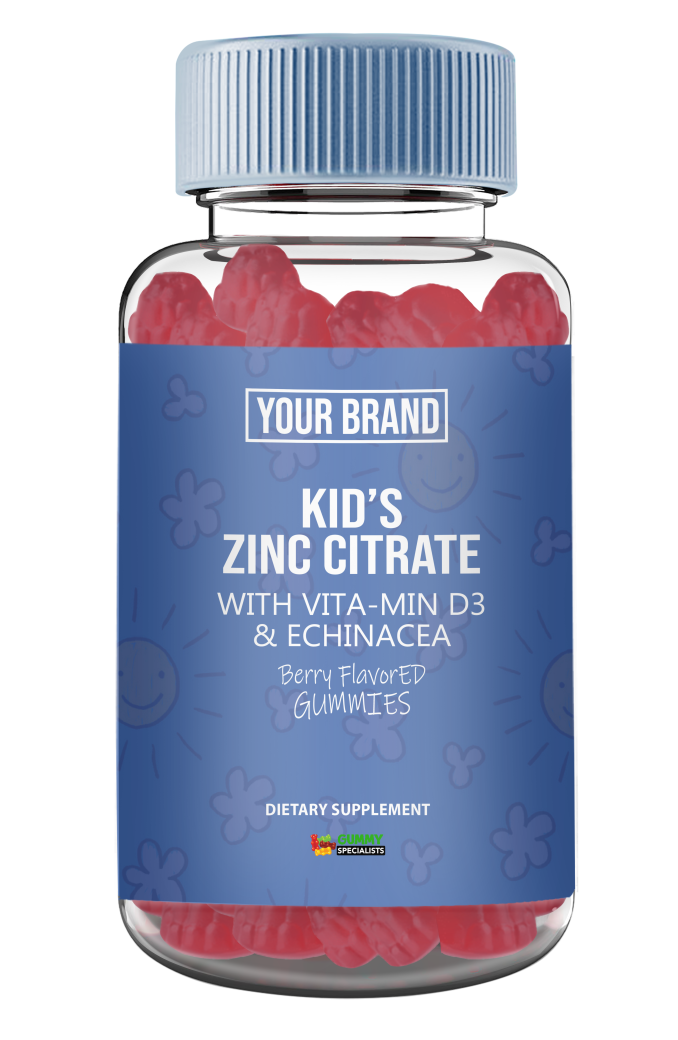 YOUR BRAND
KID'S
ZINC CITRATE
WITH VITA-MIN D3
& ECHINACEA
Berry FlavorED
GUMMIES
DIETARY SUPPLEMENT
GUMMY
SPECIALISTS